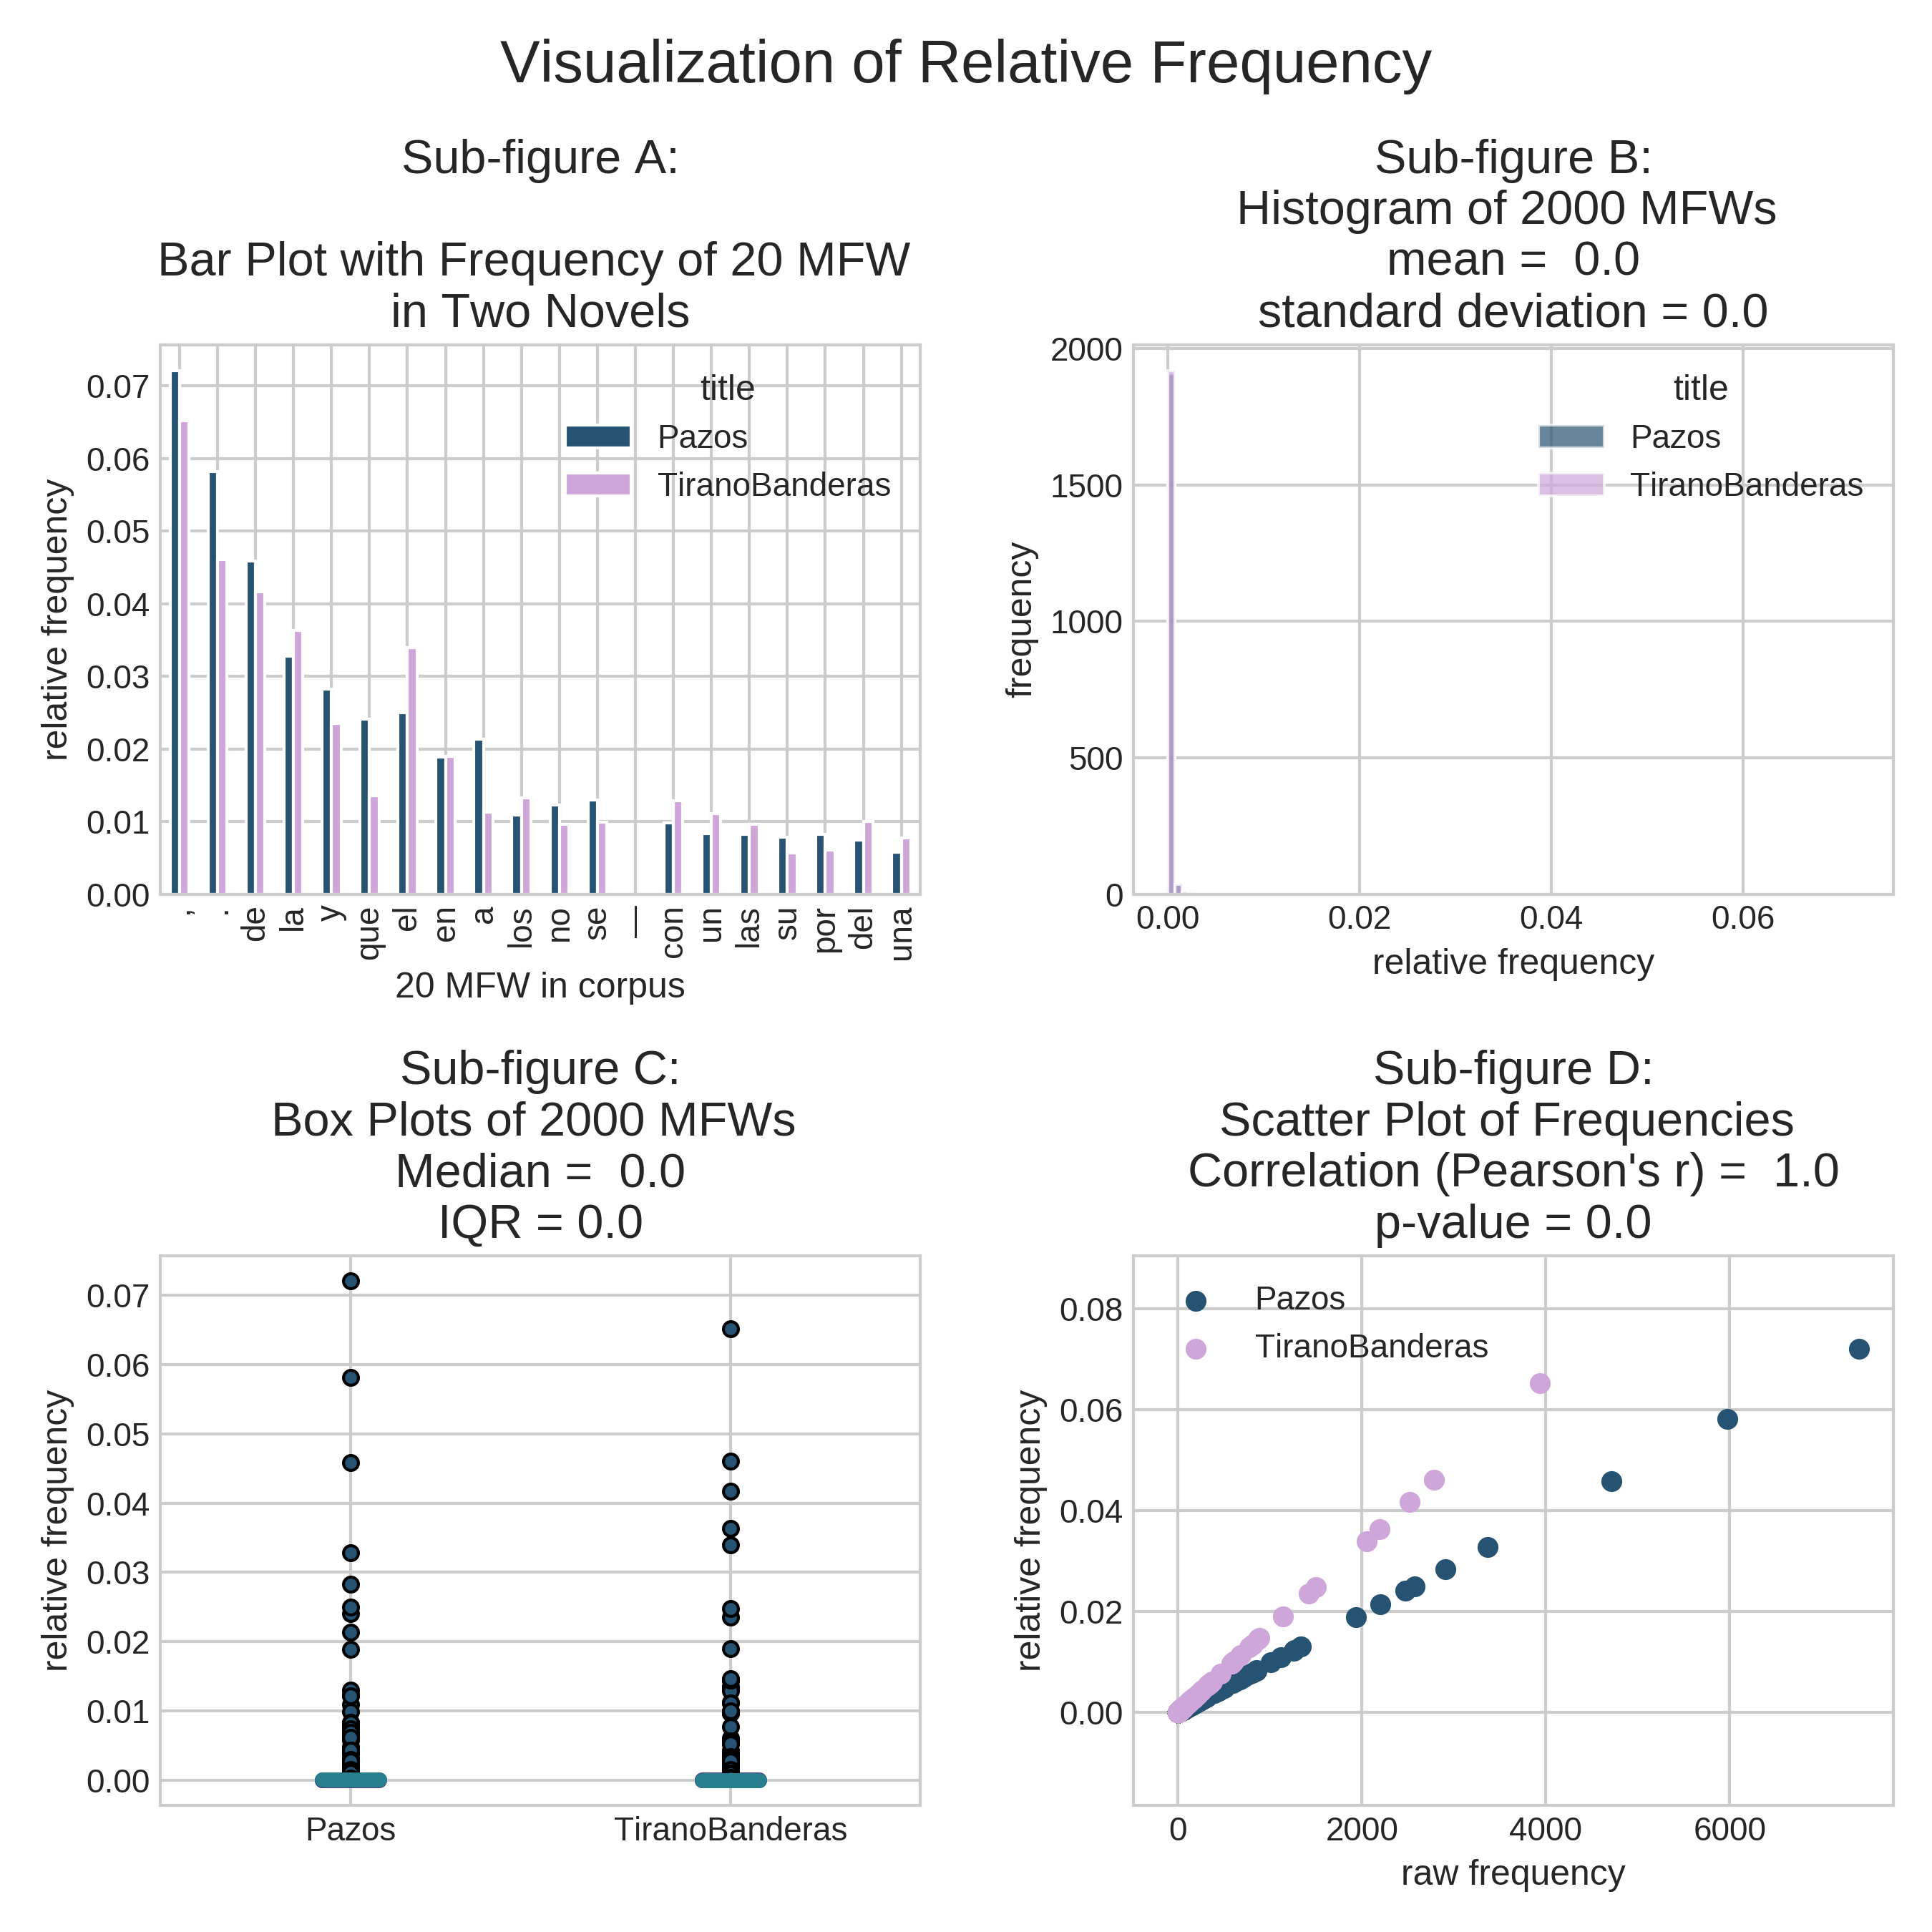 Visualization of Relative Frequency
Sub-figure A:
Bar Plot with Frequency of 20 MFW
in Two Novels
relative frequency
0.07
0.06
0.05
0.04
0.03
0.02
0.01
0.00
title
Pazos
TiranoBanderas
,
.
de
la
y
que
el
en
a
los
no
se
—
con
un
las
su
por
del
una
20 MFW in corpus
Sub-figure B:
Histogram of 2000 MFWs
mean = 0.0
standard deviation = 0.0
frequency
2000
1500
1000
500
0
title
Pazos
TiranoBanderas
0.00 0.02 0.04 0.06
relative frequency
Sub-figure C:
Box Plots of 2000 MFWs
Median = 0.0
IQR = 0.0
relative frequency
0.07
0.06
0.05
0.04
0.03
0.02
0.01
0.00
Pazos TiranoBanderas
Sub-figure D:
Scatter Plot of Frequencies
Correlation (Pearson's r) = 1.0
p-value = 0.0
relative frequency
0.08
0.06
0.04
0.02
0.00
Pazos
TiranoBanderas
0 2000 4000 6000
raw frequency